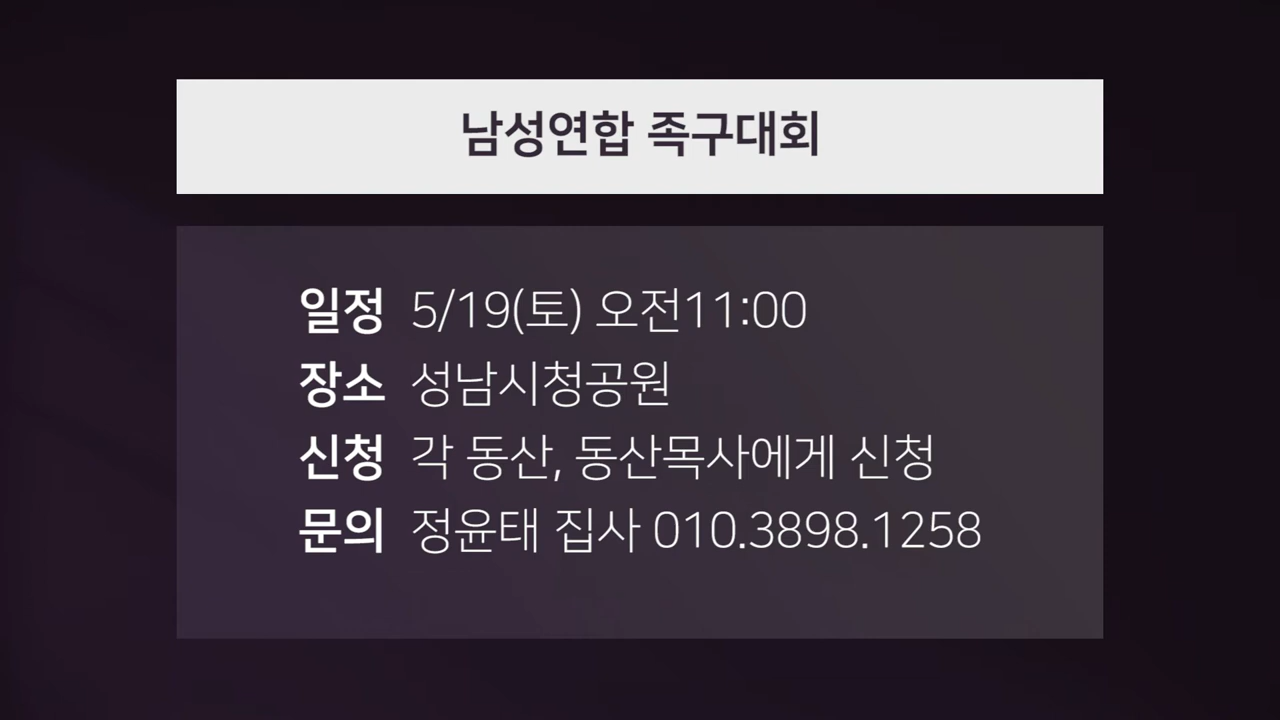 남성연합 족구대회
일정 5/19(토) 오전11:00
장소 성남시청공원
신청 각 동산, 동산목사에게 신청
문의 정윤태 집사 010.3898.1258